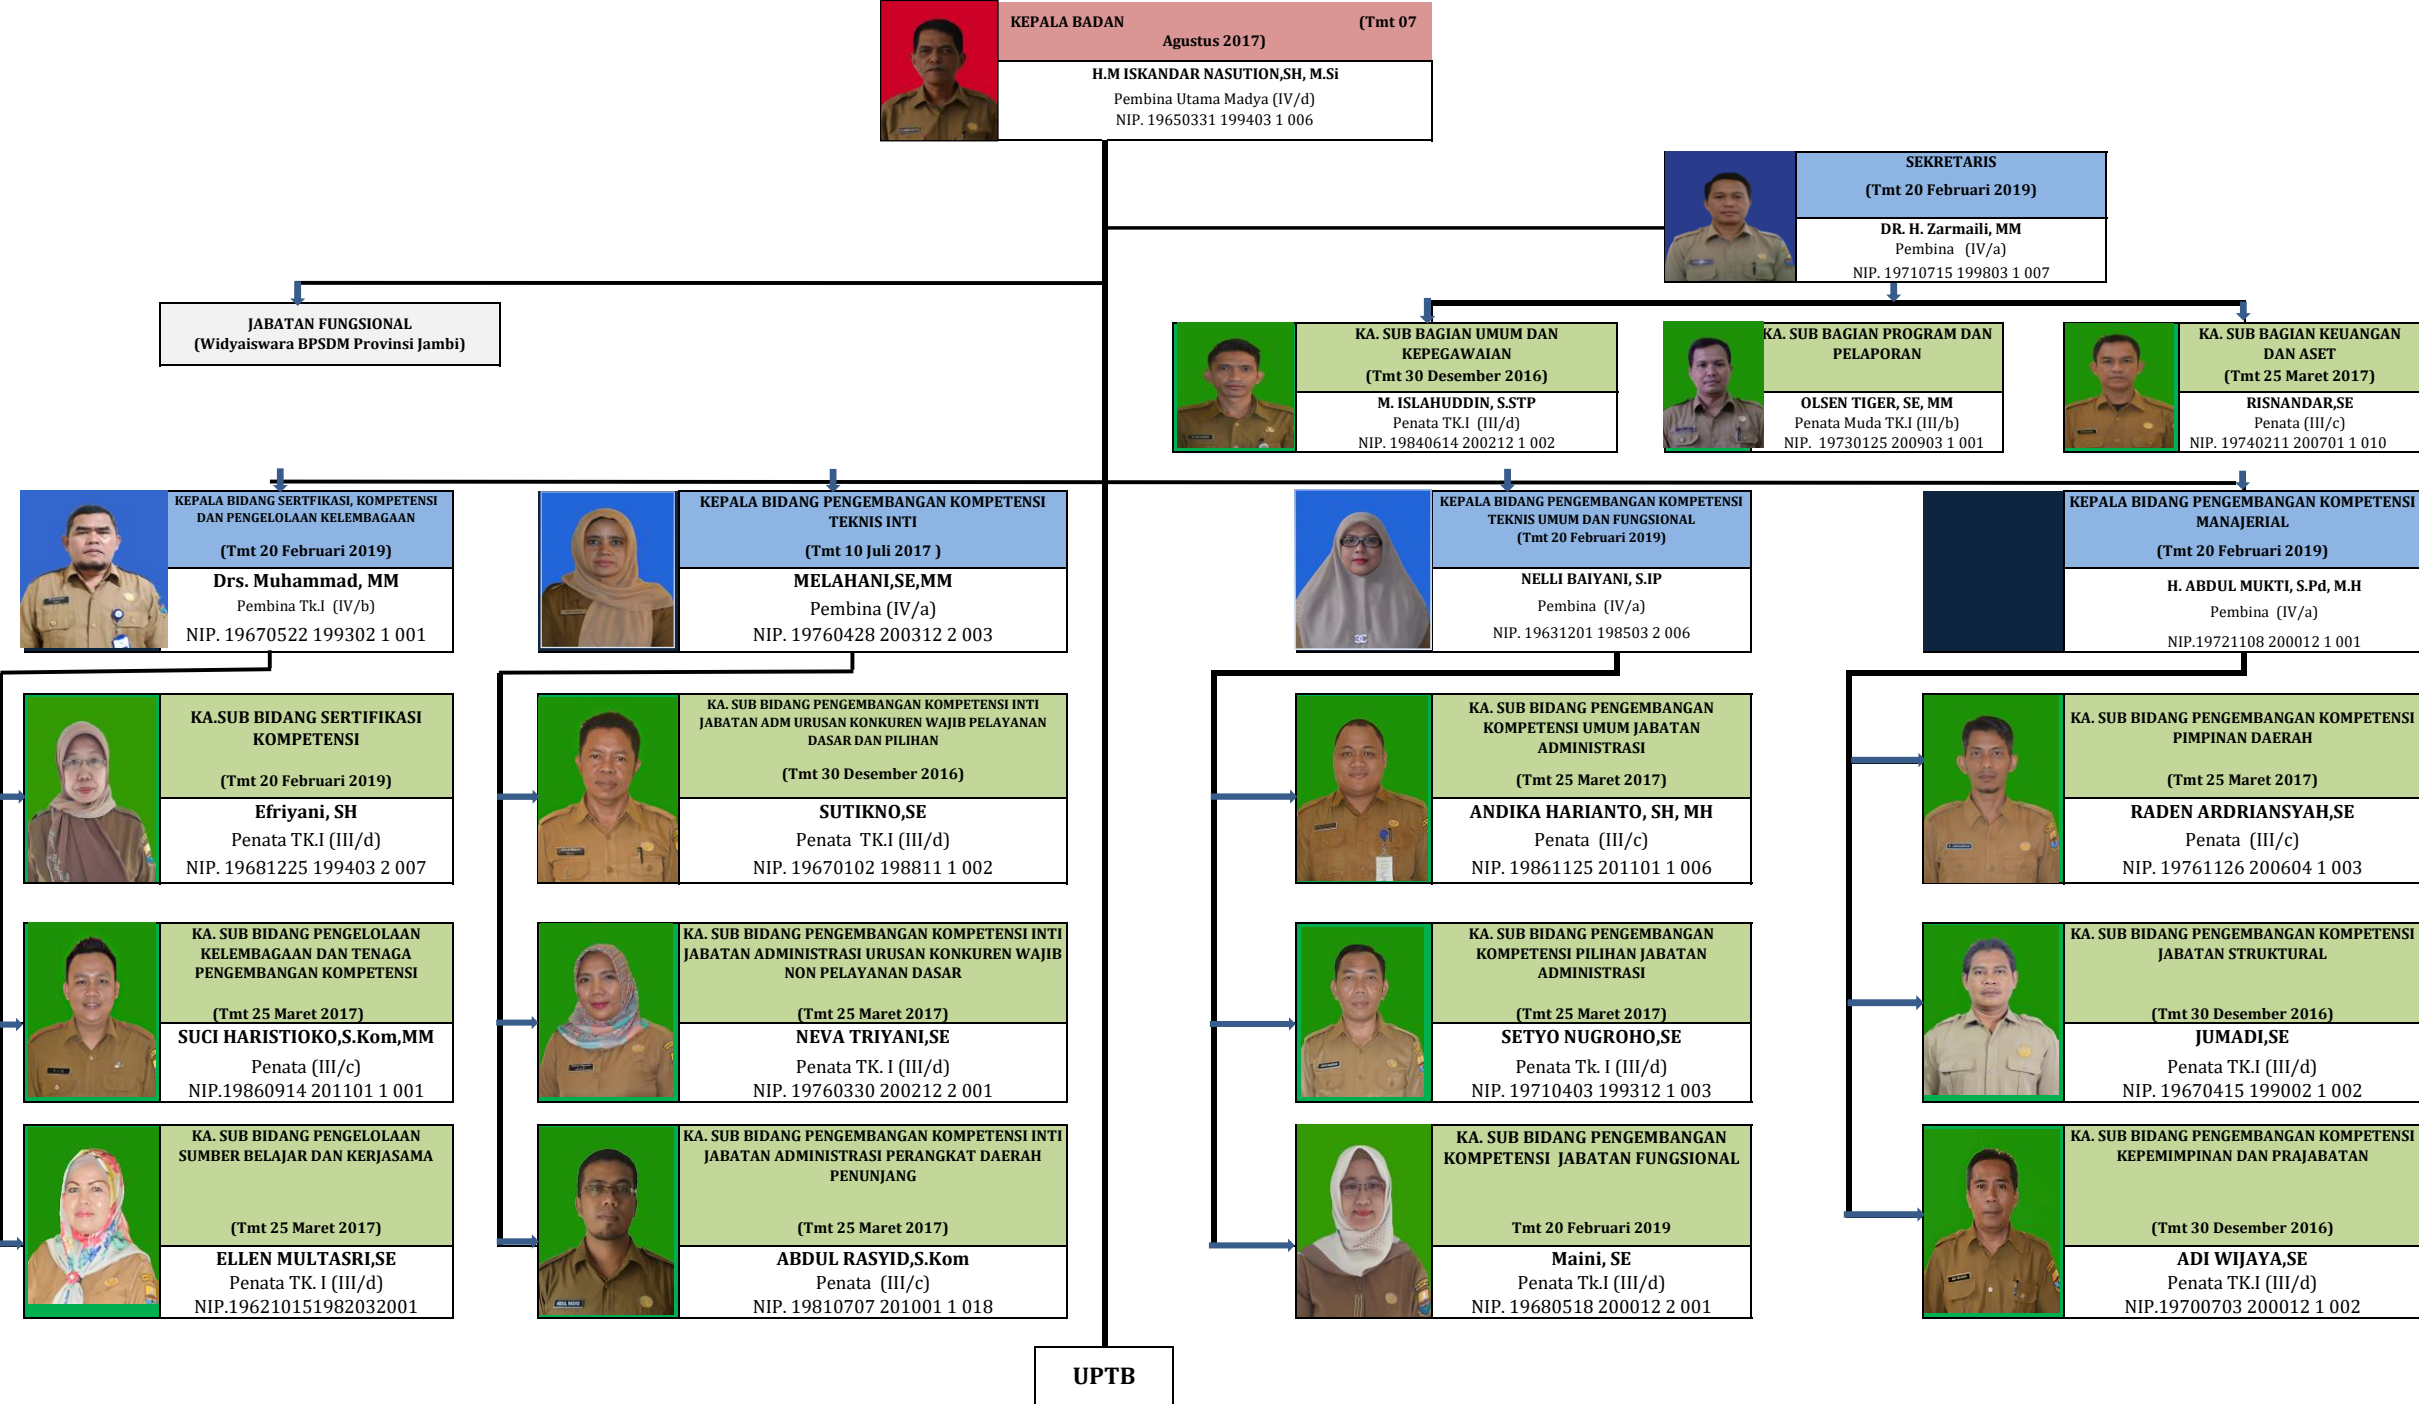 KEPALA BADAN (Tmt 07
Agustus 2017)
H.M ISKANDAR NASUTION,SH, M.Si
Pembina Utama Madya (IV/d)
NIP. 19650331 199403 1 006
SEKRETARIS
(Tmt 20 Februari 2019)
DR. H. Zarmaili, MM
Pembina (IV/a)
NIP. 19710715 199803 1 007
JABATAN FUNGSIONAL
(Widyaiswara BPSDM Provinsi Jambi)
KA. SUB BAGIAN UMUM DAN
KEPEGAWAIAN
(Tmt 30 Desember 2016)
M. ISLAHUDDIN, S.STP
Penata TK.I (III/d)
NIP. 19840614 200212 1 002
KA. SUB BAGIAN PROGRAM DAN
PELAPORAN
OLSEN TIGER, SE, MM
Penata Muda TK.I (III/b)
NIP. 19730125 200903 1 001
KA. SUB BAGIAN KEUANGAN
DAN ASET
(Tmt 25 Maret 2017)
RISNANDAR,SE
Penata (III/c)
NIP. 19740211 200701 1 010
KEPALA BIDANG SERTFIKASI, KOMPETENSI
DAN PENGELOLAAN KELEMBAGAAN
(Tmt 20 Februari 2019)
Drs. Muhammad, MM
Pembina Tk.I (IV/b)
NIP. 19670522 199302 1 001
KEPALA BIDANG PENGEMBANGAN KOMPETENSI
TEKNIS INTI
(Tmt 10 Juli 2017 )
MELAHANI,SE,MM
Pembina (IV/a)
NIP. 19760428 200312 2 003
KEPALA BIDANG PENGEMBANGAN KOMPETENSI
TEKNIS UMUM DAN FUNGSIONAL
(Tmt 20 Februari 2019)
NELLI BAIYANI, S.IP
Pembina (IV/a)
NIP. 19631201 198503 2 006
KEPALA BIDANG PENGEMBANGAN KOMPETENSI
MANAJERIAL
(Tmt 20 Februari 2019)
H. ABDUL MUKTI, S.Pd, M.H
Pembina (IV/a)
NIP.19721108 200012 1 001
KA.SUB BIDANG SERTIFIKASI
KOMPETENSI
(Tmt 20 Februari 2019)
Efriyani, SH
Penata TK.I (III/d)
NIP. 19681225 199403 2 007
KA. SUB BIDANG PENGEMBANGAN KOMPETENSI INTI
JABATAN ADM URUSAN KONKUREN WAJIB PELAYANAN
DASAR DAN PILIHAN
(Tmt 30 Desember 2016)
SUTIKNO,SE
Penata TK.I (III/d)
NIP. 19670102 198811 1 002
KA. SUB BIDANG PENGEMBANGAN
KOMPETENSI UMUM JABATAN
ADMINISTRASI
(Tmt 25 Maret 2017)
ANDIKA HARIANTO, SH, MH
Penata (III/c)
NIP. 19861125 201101 1 006
KA. SUB BIDANG PENGEMBANGAN KOMPETENSI
PIMPINAN DAERAH
(Tmt 25 Maret 2017)
RADEN ARDRIANSYAH,SE
Penata (III/c)
NIP. 19761126 200604 1 003
KA. SUB BIDANG PENGELOLAAN
KELEMBAGAAN DAN TENAGA
PENGEMBANGAN KOMPETENSI
(Tmt 25 Maret 2017)
SUCI HARISTIOKO,S.Kom,MM
Penata (III/c)
NIP.19860914 201101 1 001
KA. SUB BIDANG PENGEMBANGAN KOMPETENSI INTI
JABATAN ADMINISTRASI URUSAN KONKUREN WAJIB
NON PELAYANAN DASAR
(Tmt 25 Maret 2017)
NEVA TRIYANI,SE
Penata TK. I (III/d)
NIP. 19760330 200212 2 001
KA. SUB BIDANG PENGEMBANGAN
KOMPETENSI PILIHAN JABATAN
ADMINISTRASI
(Tmt 25 Maret 2017)
SETYO NUGROHO,SE
Penata Tk. I (III/d)
NIP. 19710403 199312 1 003
KA. SUB BIDANG PENGEMBANGAN KOMPETENSI
JABATAN STRUKTURAL
(Tmt 30 Desember 2016)
JUMADI,SE
Penata TK.I (III/d)
NIP. 19670415 199002 1 002
KA. SUB BIDANG PENGELOLAAN
SUMBER BELAJAR DAN KERJASAMA
(Tmt 25 Maret 2017)
ELLEN MULTASRI,SE
Penata TK. I (III/d)
NIP.196210151982032001
KA. SUB BIDANG PENGEMBANGAN KOMPETENSI INTI
JABATAN ADMINISTRASI PERANGKAT DAERAH
PENUNJANG
(Tmt 25 Maret 2017)
ABDUL RASYID,S.Kom
Penata (III/c)
NIP. 19810707 201001 1 018
KA. SUB BIDANG PENGEMBANGAN
KOMPETENSI JABATAN FUNGSIONAL
Tmt 20 Februari 2019
Maini, SE
Penata Tk.I (III/d)
NIP. 19680518 200012 2 001
KA. SUB BIDANG PENGEMBANGAN KOMPETENSI
KEPEMIMPINAN DAN PRAJABATAN
(Tmt 30 Desember 2016)
ADI WIJAYA,SE
Penata TK.I (III/d)
NIP.19700703 200012 1 002
UPTB